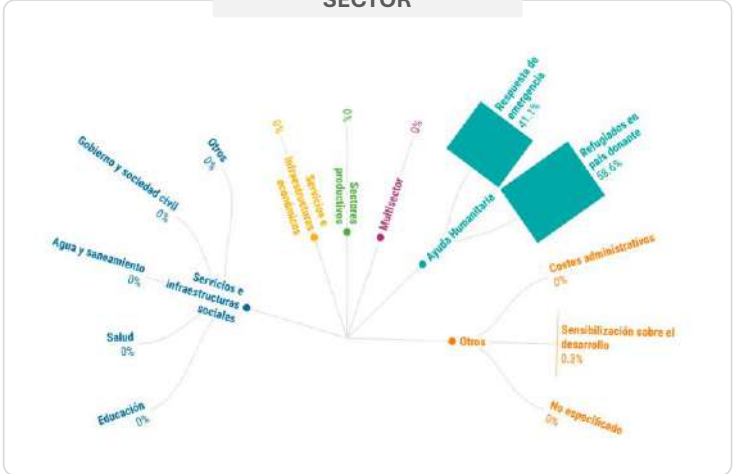 SECTOR
Gobierno y sociedad civil
0%
Otros
0%
Agua y saneamiento
0%
Salud
0%
Educación
0%
Servicios e
infraestructuras
sociales
0%
Servicios e
infraestructuras
económicos
0%
Sectores
productivos
0%
Multisector
Respuesta de
emergencia
41.1%
Refugiados en
país donante
58.6%
Ayuda Humanitaria
Costes administrativos
0%
Otros
Sensibilización sobre el
desarrollo
0.3%
No especificado
0%